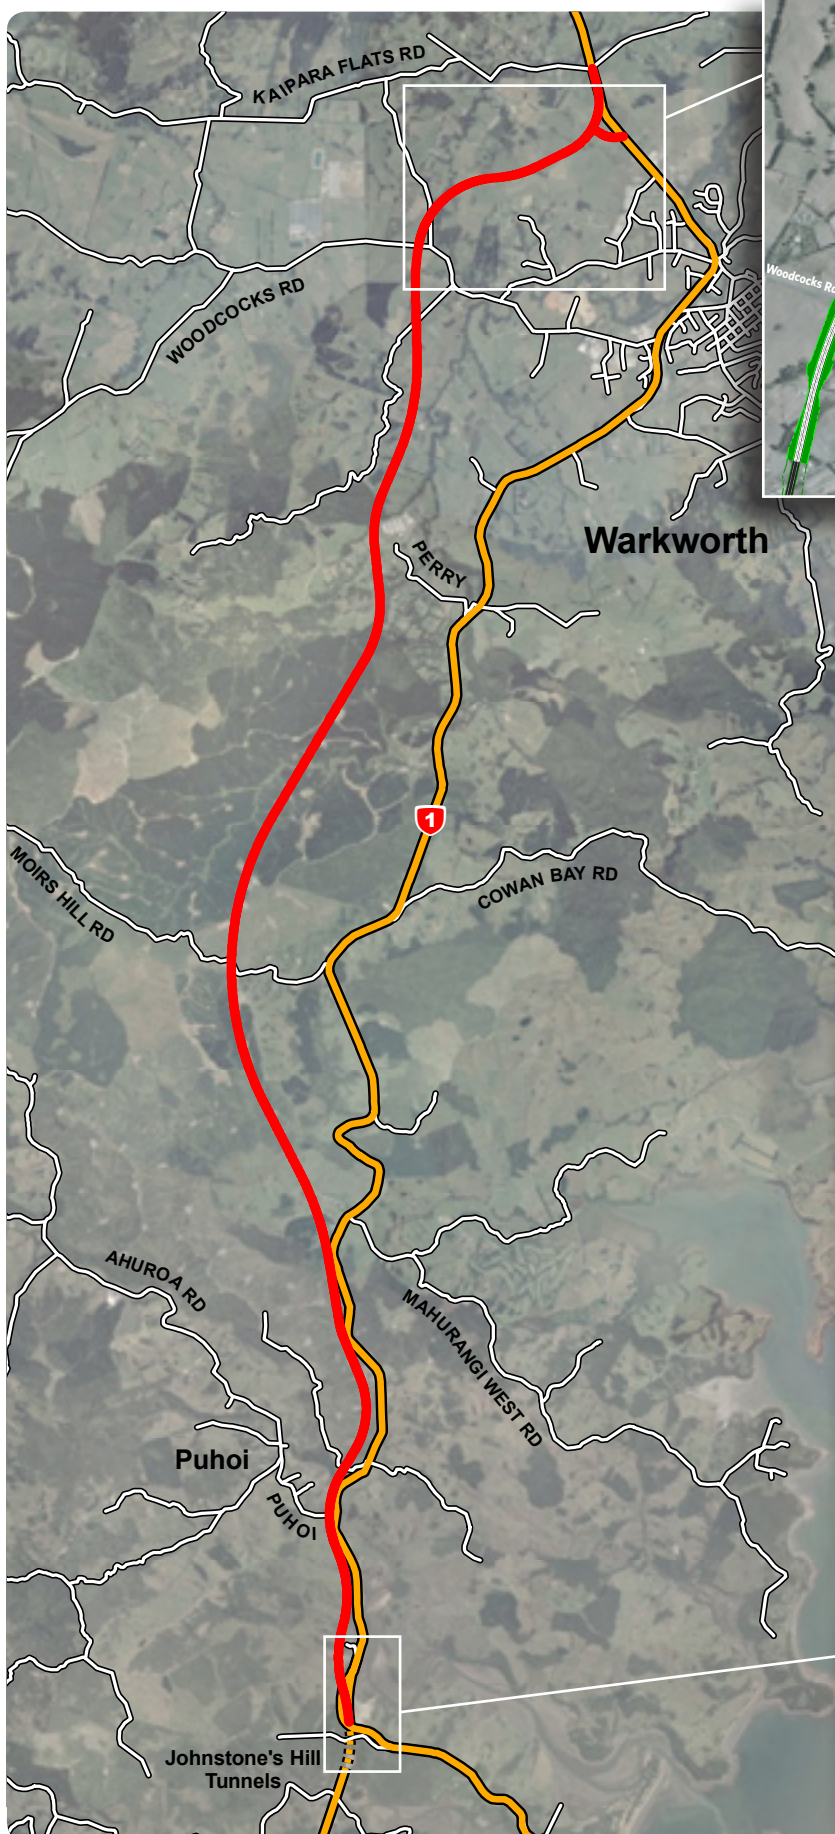 KAIPARA FLATS RD
Woodcocks Rd
WOODCOCKS RD
Warkworth
PERRY
1
COWAN BAY RD
MOIRS HILL RD
AHUROA RD
MAHURANGI WEST RD
Puhoi
PUHOI
Johnstone's Hill
Tunnels